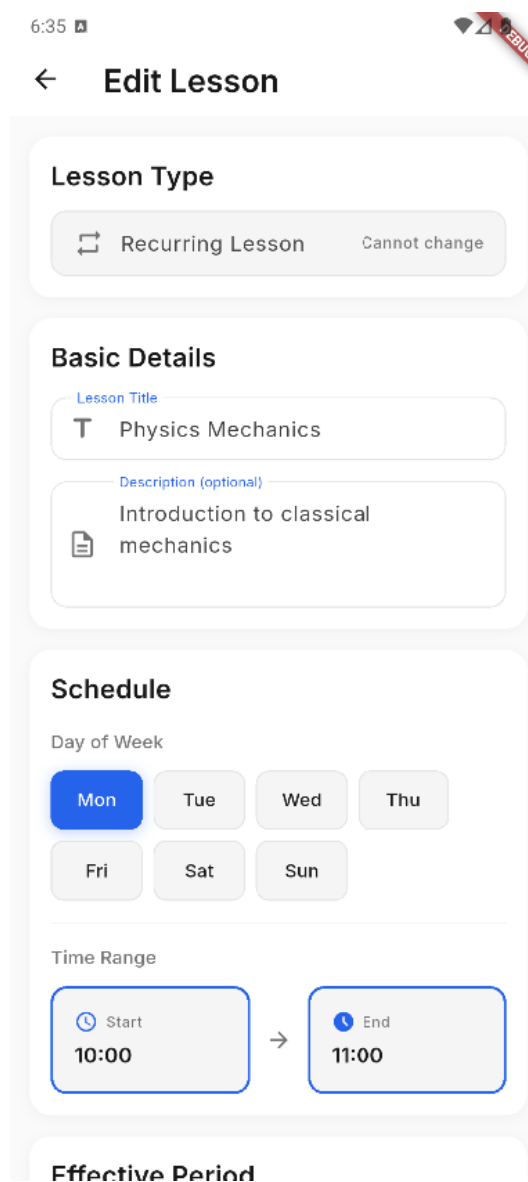 6:35 A
EBUG
Edit Lesson
Lesson Type
Recurring Lesson Cannot change
Basic Details
Lesson Title
T Physics Mechanics
Description (optional)
Introduction to classical
mechanics
Schedule
Day of Week
Mon Tue Wed Thu
Fri Sat Sun
Time Range
Start
10:00
End
11:00
Effective Period